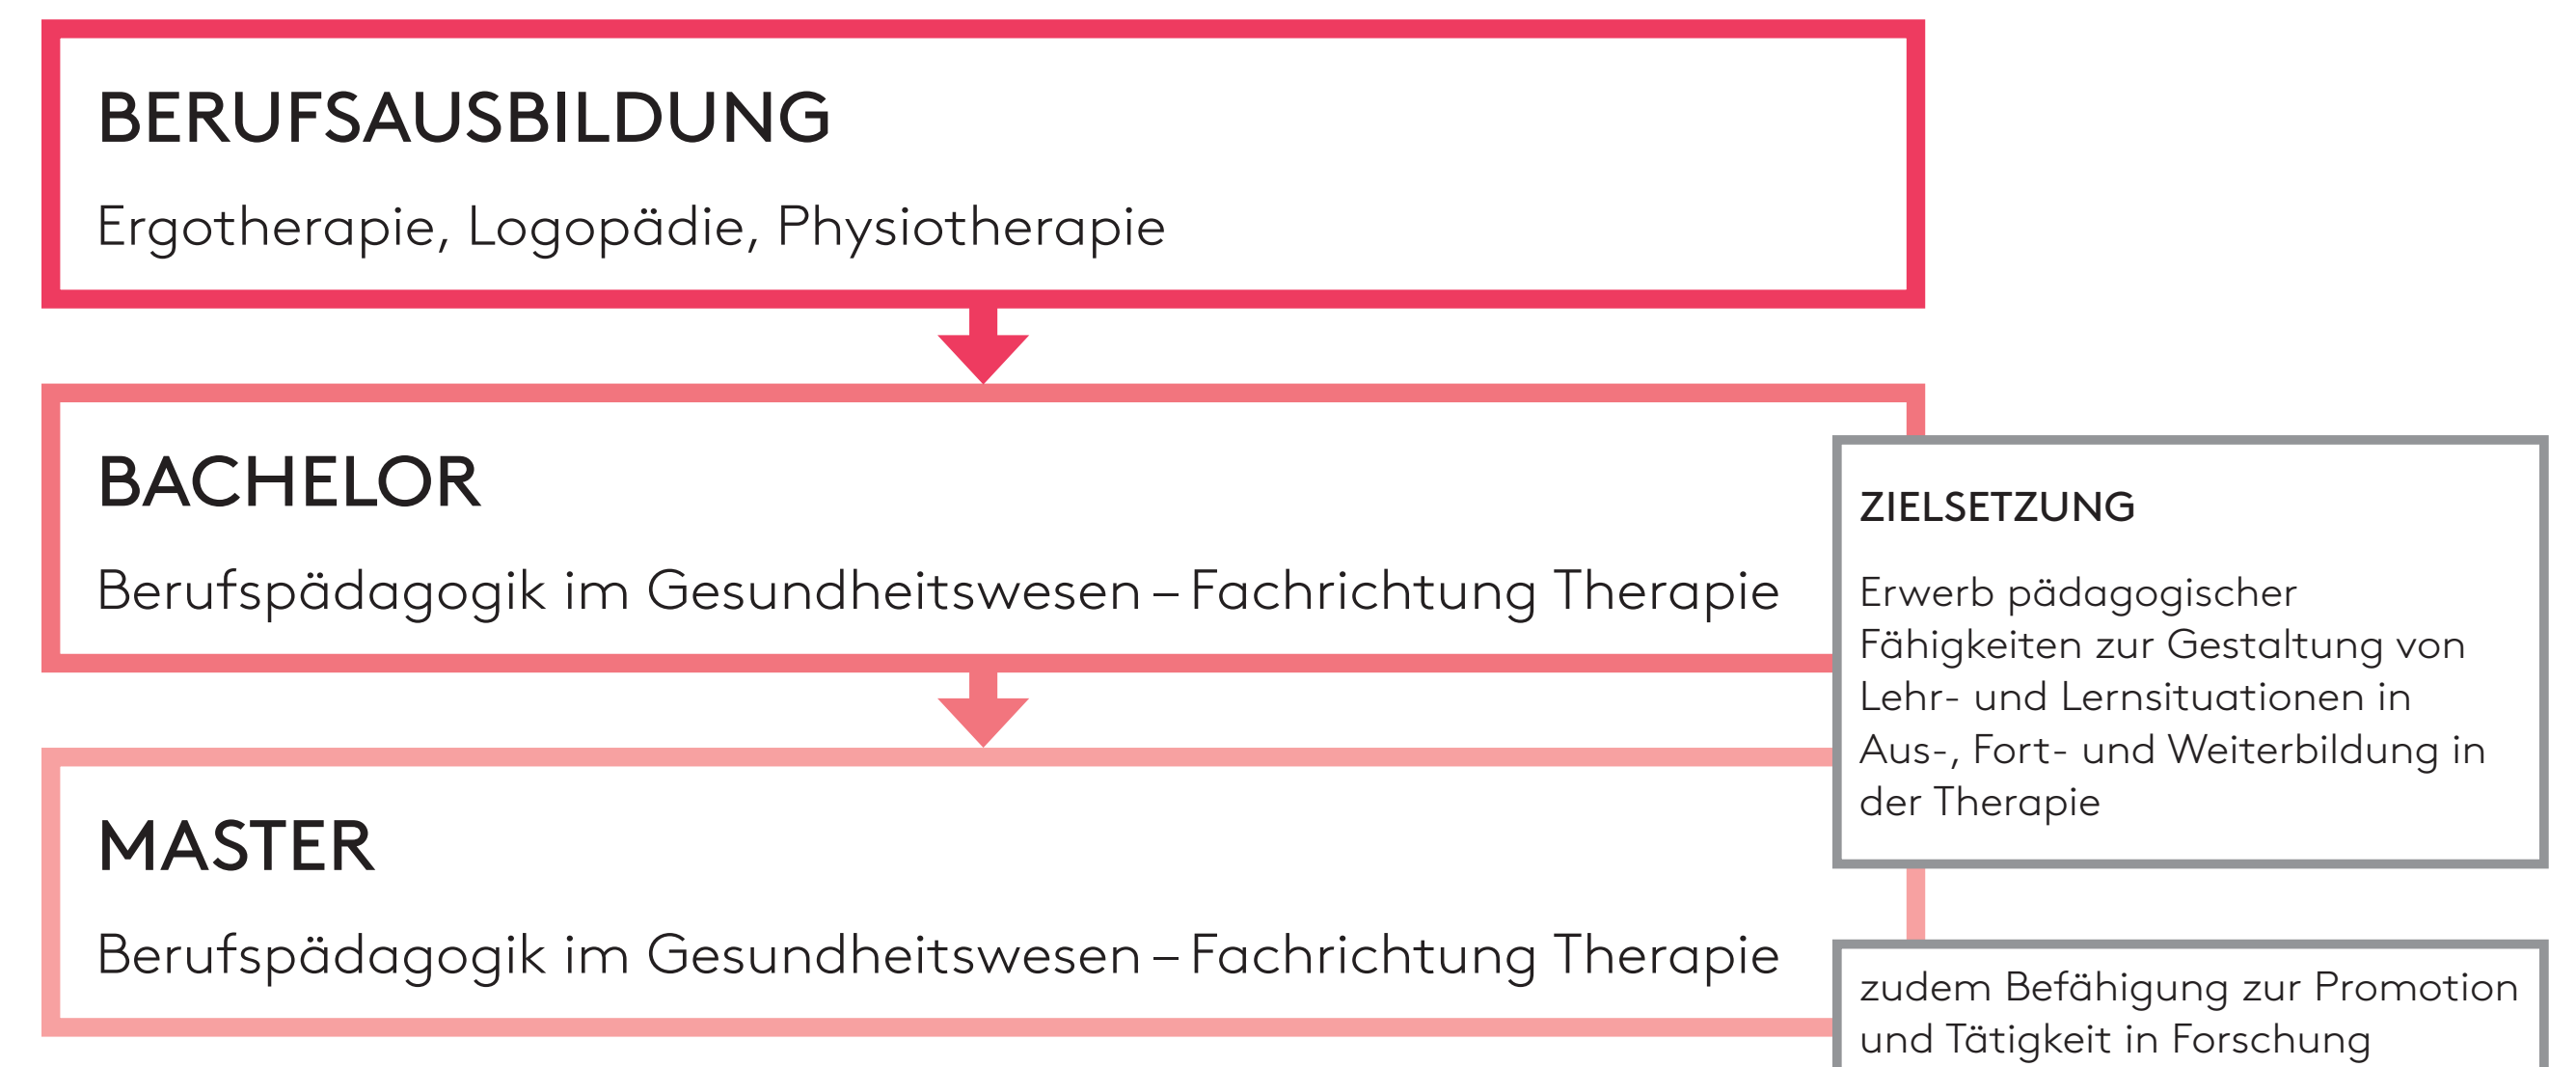 BERUFSAUSBILDUNG
Ergotherapie, Logopädie, Physiotherapie
BACHELOR
Berufspädagogik im Gesundheitswesen – Fachrichtung Therapie
ZIELSETZUNG
Erwerb pädagogischer
Fähigkeiten zur Gestaltung von
Lehr- und Lernsituationen in
Aus-, Fort- und Weiterbildung in
der Therapie
MASTER
Berufspädagogik im Gesundheitswesen – Fachrichtung Therapie
zudem Befähigung zur Promotion
und Tätigkeit in Forschung